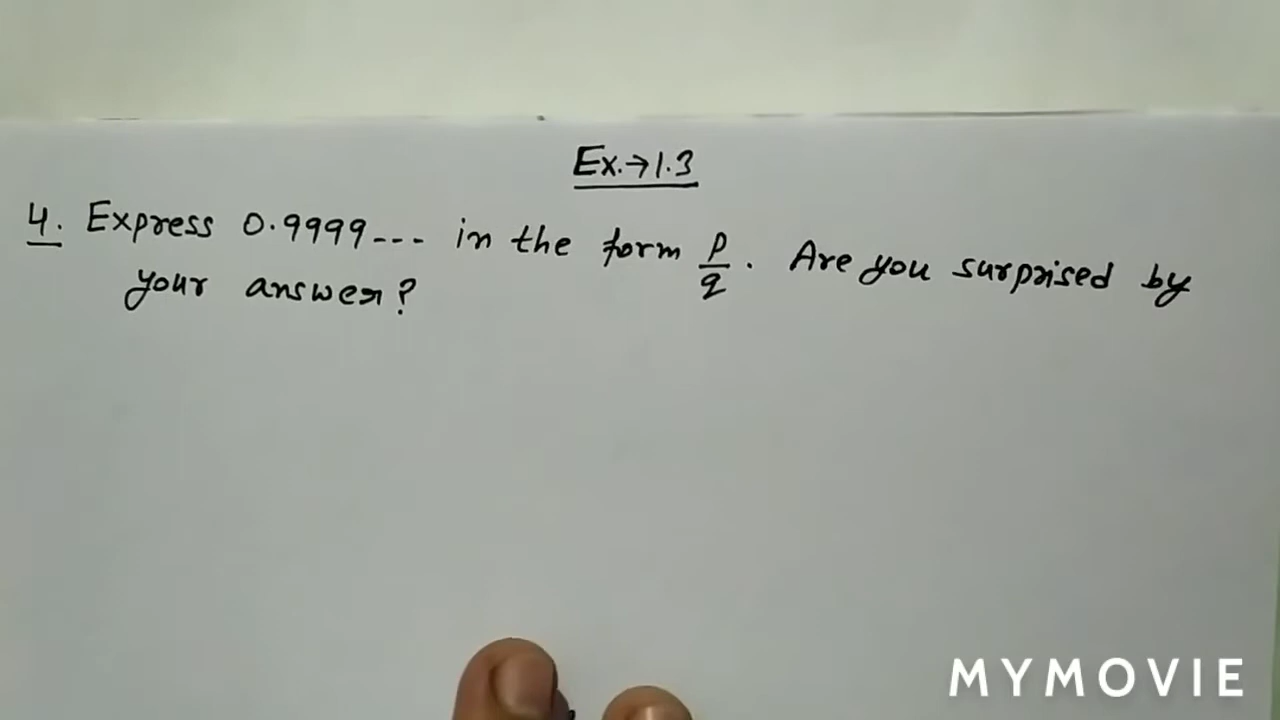 Ex.→1.3
4. Express 0.9999--- in the form p/q. Are you surprised by
your answer?
MYMOVIE